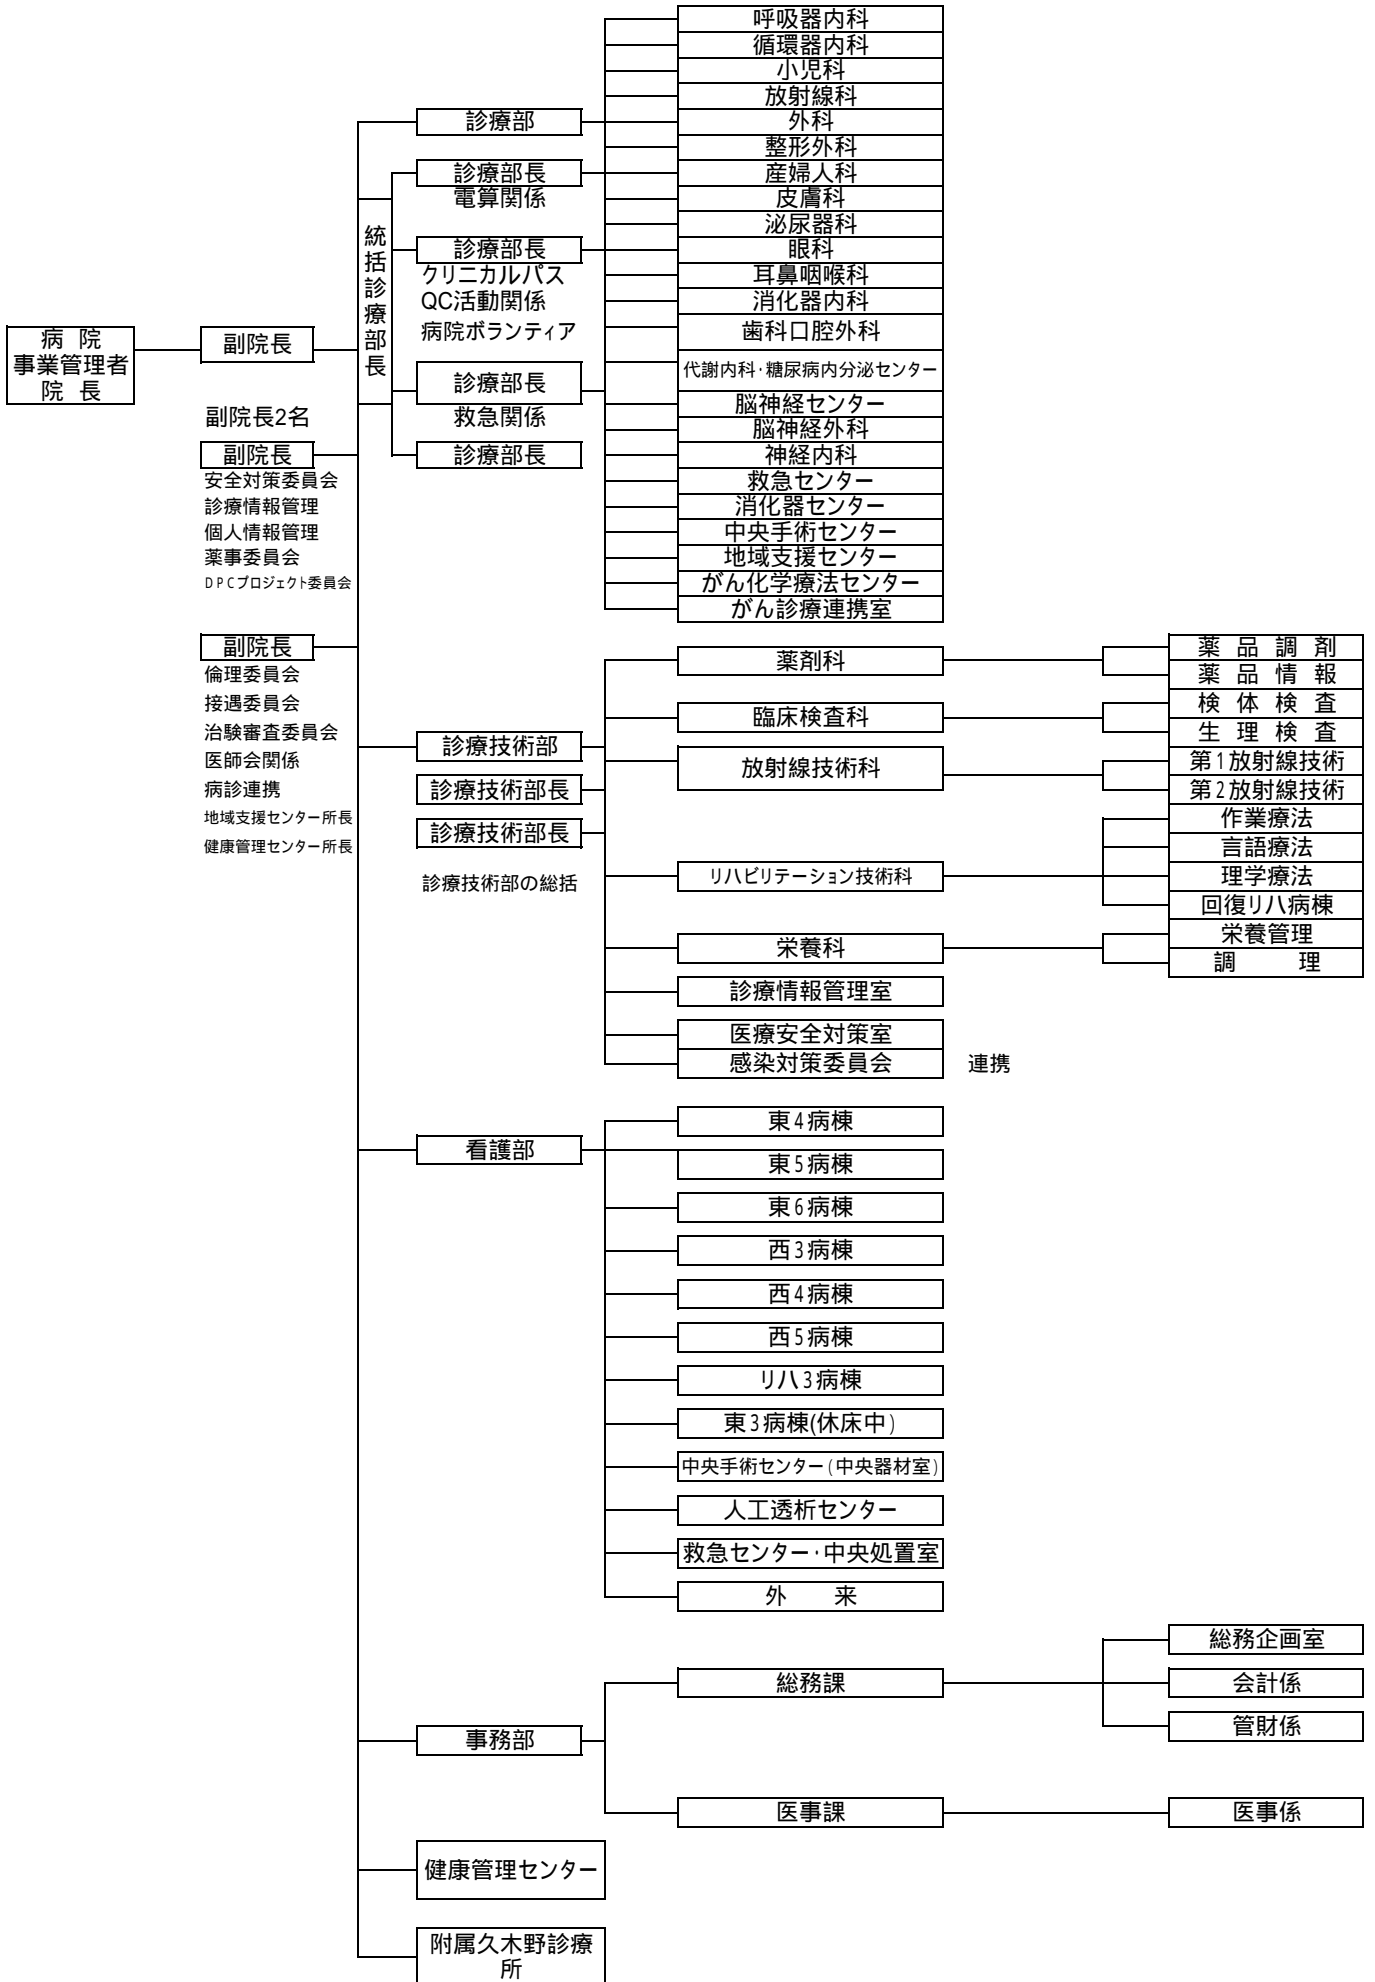 病 院
事業管理者
院 長
副院長
副院長2名
副院長
安全対策委員会
診療情報管理
個人情報管理
薬事委員会
DPCプロジェクト委員会
副院長
倫理委員会
接遇委員会
治験審査委員会
医師会関係
病診連携
地域支援センター所長
健康管理センター所長
統括診療部長
診療部
診療部長
電算関係
診療部長
クリニカルパス
QC活動関係
病院ボランティア
診療部長
救急関係
診療部長
呼吸器内科
循環器内科
小児科
放射線科
外科
整形外科
産婦人科
皮膚科
泌尿器科
眼科
耳鼻咽喉科
消化器内科
歯科口腔外科
代謝内科・糖尿病内分泌センター
脳神経センター
脳神経外科
神経内科
救急センター
消化器センター
中央手術センター
地域支援センター
がん化学療法センター
がん診療連携室
診療技術部
診療技術部長
診療技術部長
診療技術部の総括
薬剤科
臨床検査科
放射線技術科
リハビリテーション技術科
栄養科
診療情報管理室
医療安全対策室
感染対策委員会
連携
薬 品 調 剤
薬 品 情 報
検 体 検 査
生 理 検 査
第1放射線技術
第2放射線技術
作業療法
言語療法
理学療法
回復リハ病棟
栄養管理
調 理
看護部
東4病棟
東5病棟
東6病棟
西3病棟
西4病棟
西5病棟
リハ3病棟
東3病棟(休床中)
中央手術センター(中央器材室)
人工透析センター
救急センター・中央処置室
外 来
事務部
総務課
総務企画室
会計係
管財係
医事課
医事係
健康管理センター
附属久木野診療
所